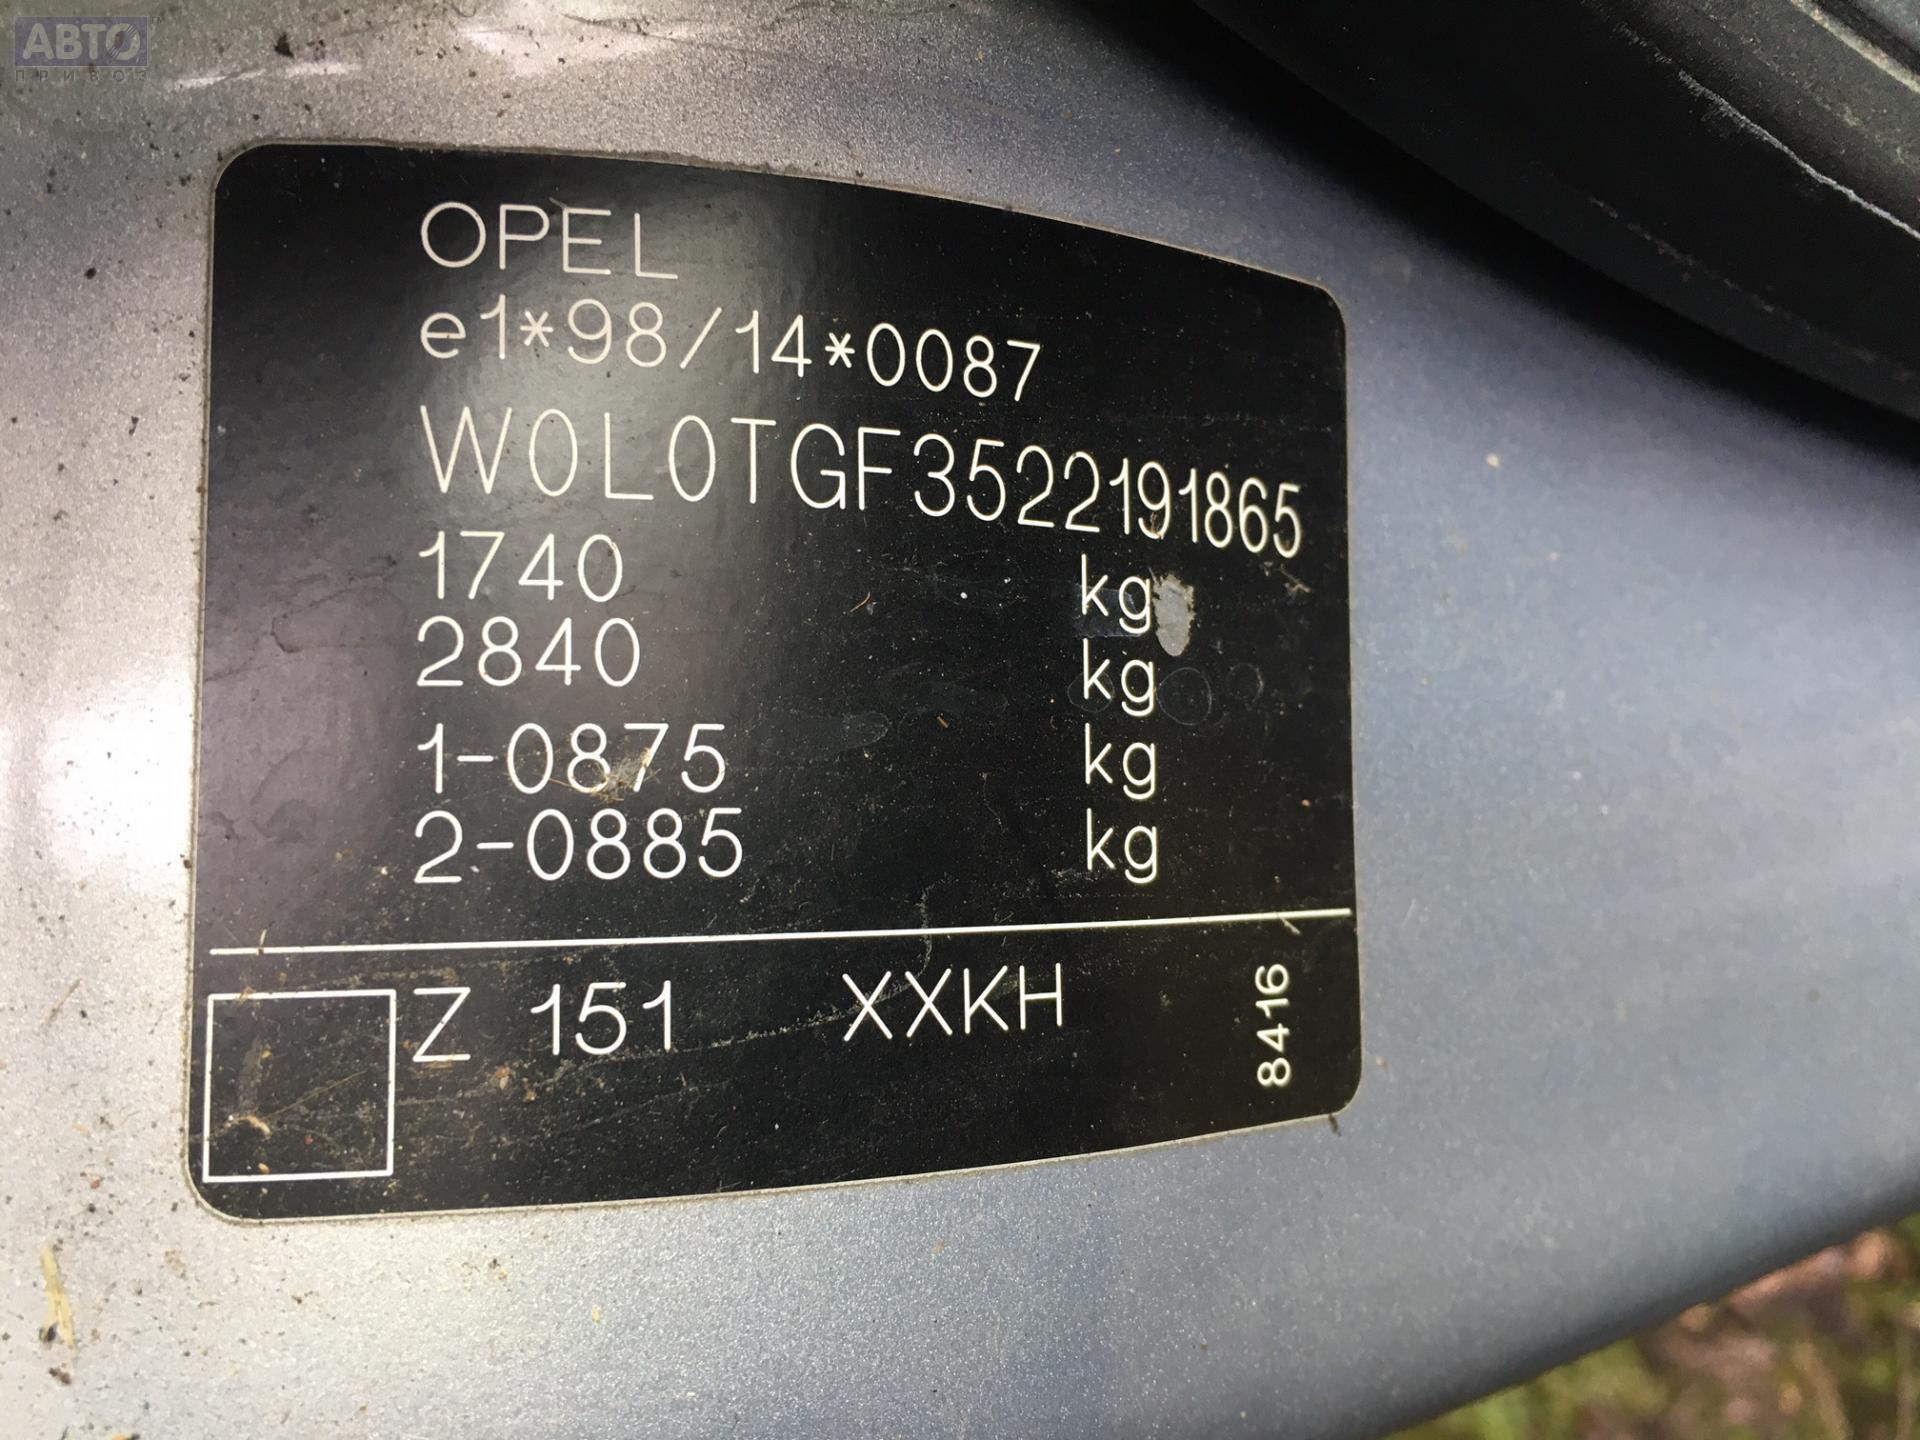 АВТО
ПРИВОЗ
OPEL
e1*98/14*0087
W0L0TGF3522191865
1740 kg
2840 kg
1-0875 kg
2-0885 kg
Z 151 XXKH
8416